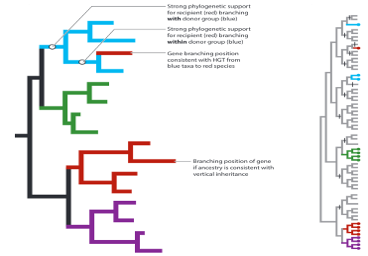 Strong phylogenetic support
for recipient (red) branching
with donor group (blue)
Strong phylogenetic support
for recipient (red) branching
within donor group (blue)
Gene branching position
consistent with HGT from
blue taxa to red species
Branching position of gene
if ancestry is consistent with
vertical inheritance